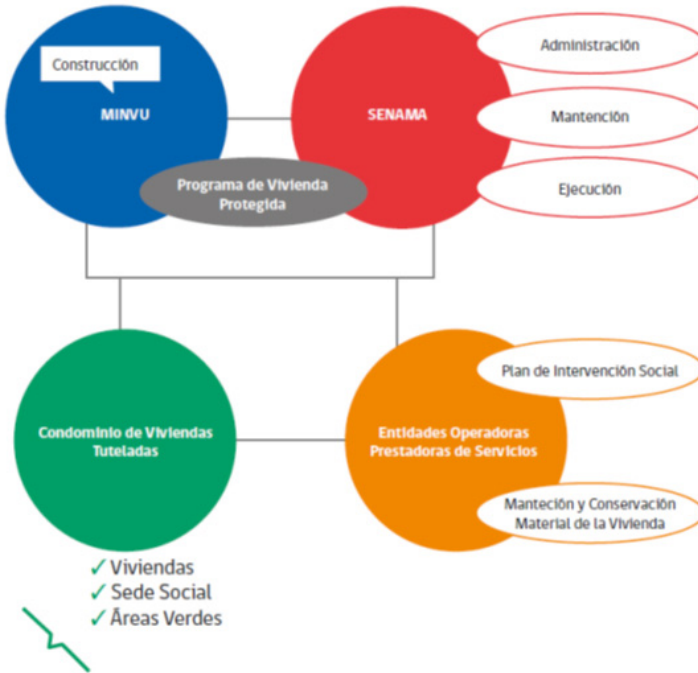 Construcción
MINVU
SENAMA
Administración
Mantención
Ejecución
Programa de Vivienda
Protegida
Condominio de Viviendas
Tuteladas
Entidades Operadoras
Prestadoras de Servicios
Plan de Intervención Social
Manteción y Conservación
Material de la Vivienda
✓ Viviendas
✓ Sede Social
✓ Áreas Verdes